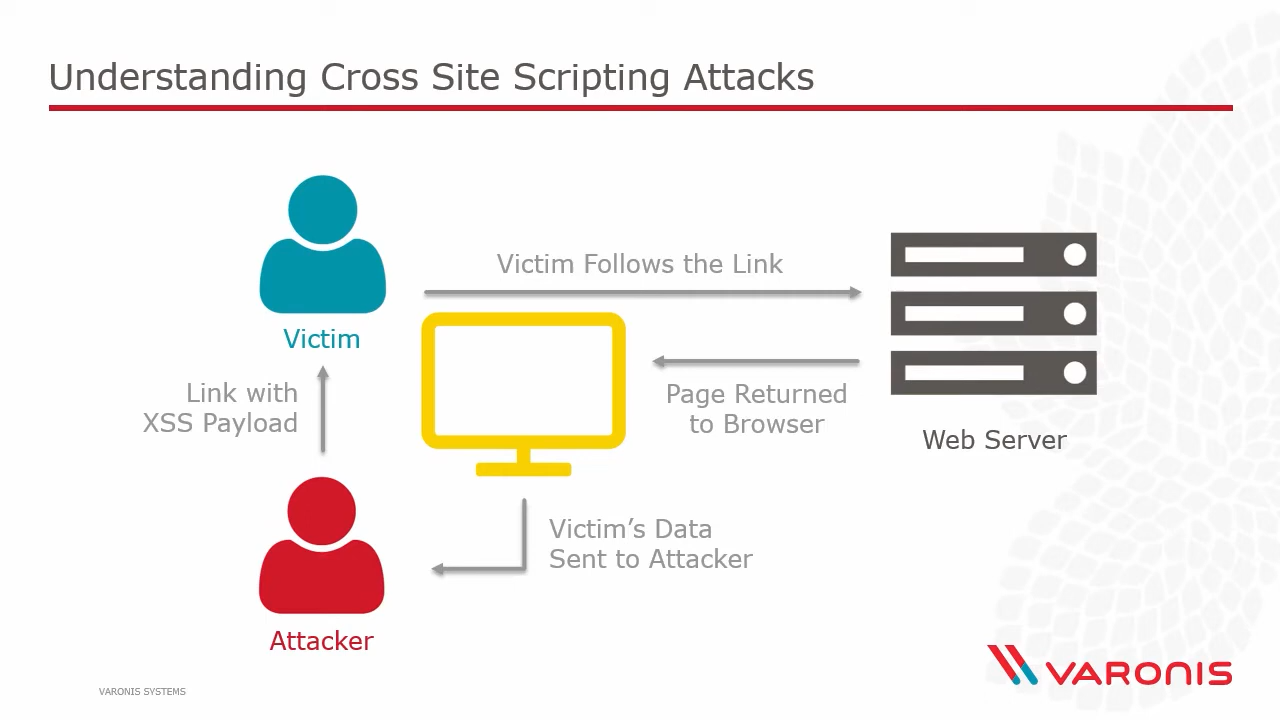 Understanding Cross Site Scripting Attacks
Victim Follows the Link
Victim
Link with
XSS Payload
Page Returned
to Browser
Web Server
Victim’s Data
Sent to Attacker
Attacker
VARONIS SYSTEMS
VARONIS